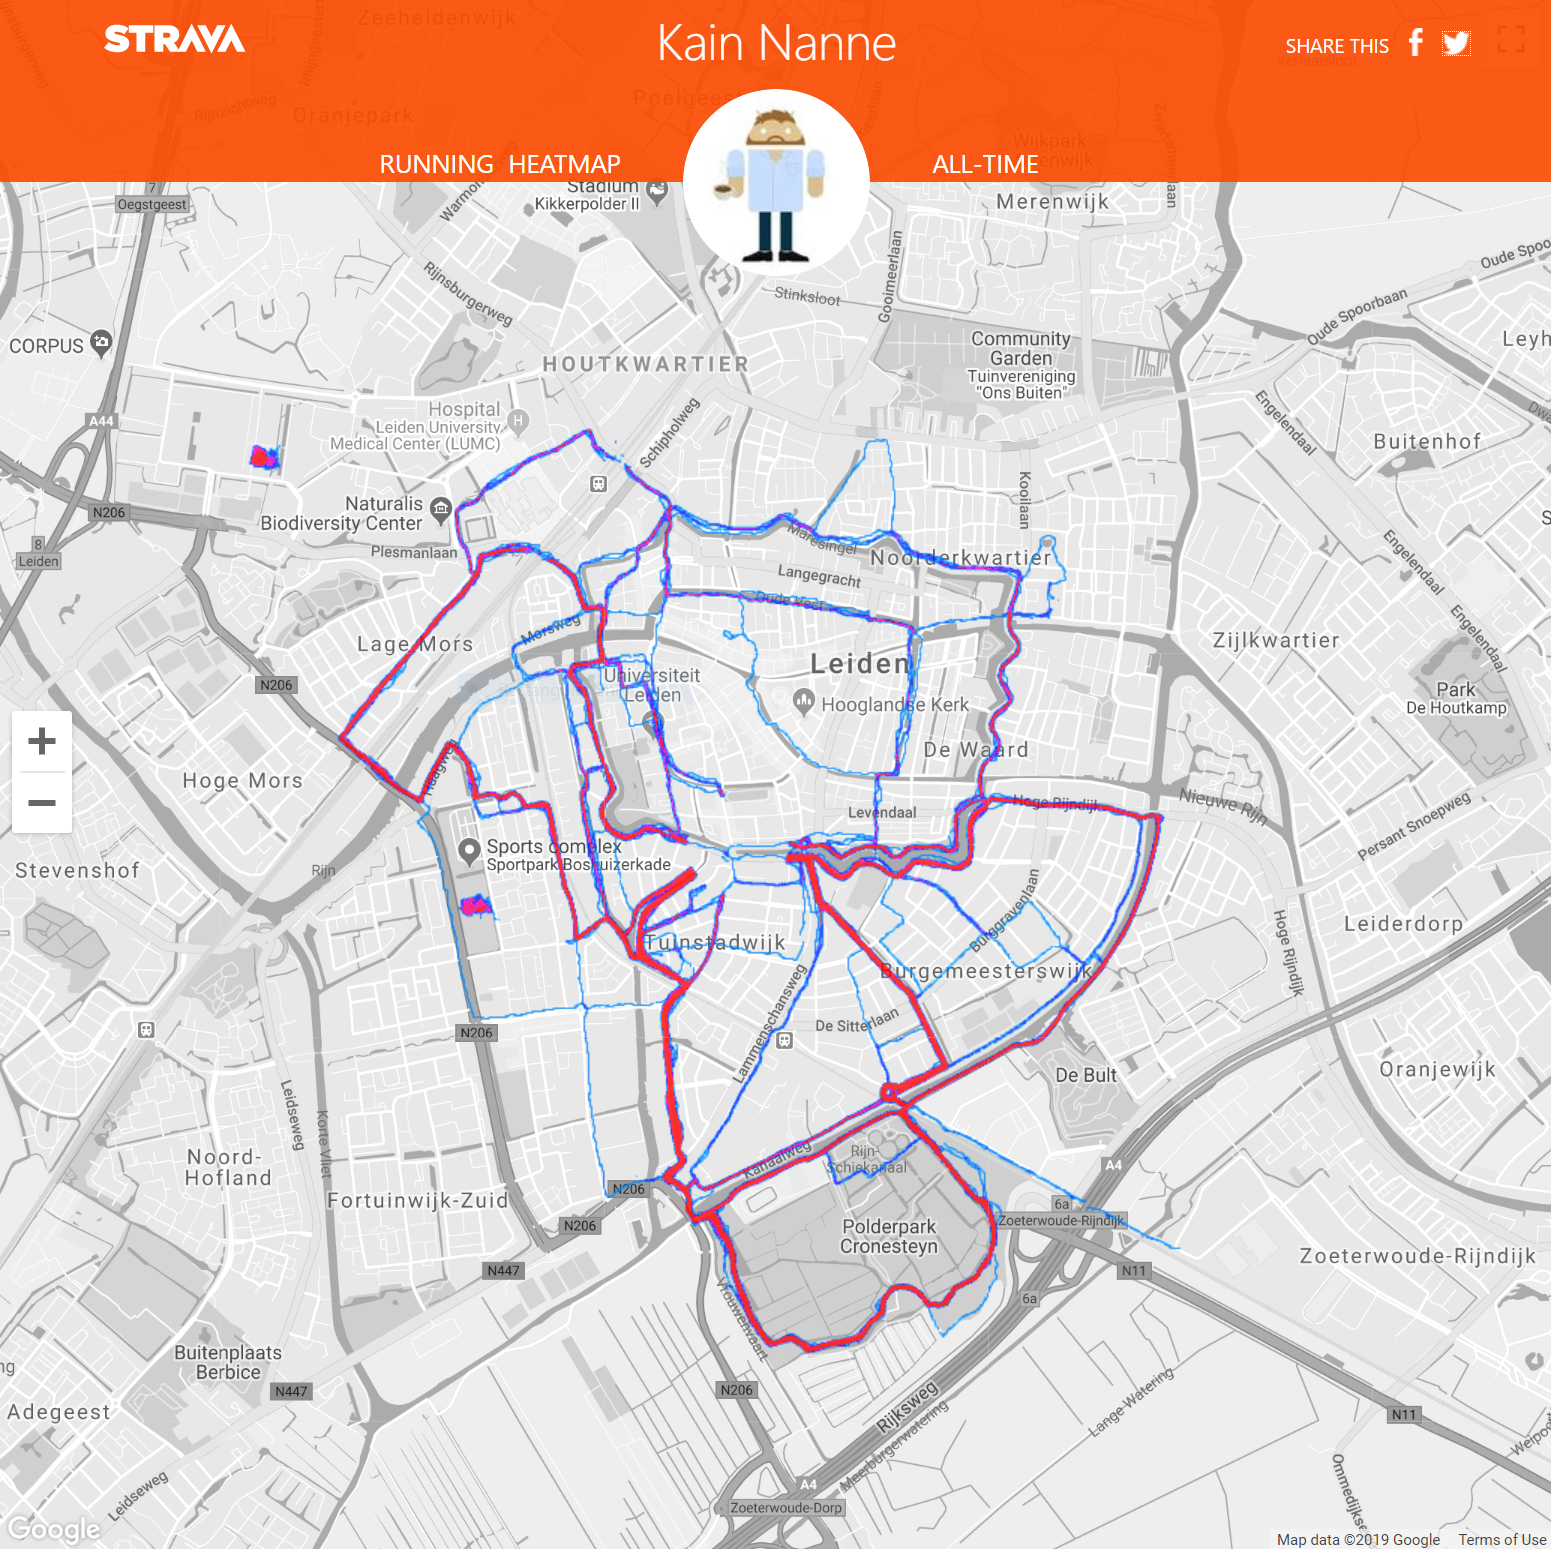 STRAVA
Kain Nanne
SHARE THIS
RUNNING HEATMAP
ALL-TIME
Zeeheldenwijk
Rijnzichtweg
Oranjepark
7
Oegstgeest
Stadium
Kikkerpolder II
Merenwijk
Rijnsburgerweg
Stinksloot
Gooimeerlaan
Oude Spoorbaan
CORPUS
HOUTKWARTIER
Community
Garden
Tuinvereniging
"Ons Buiten"
Hospital
Leiden University
Medical Center (LUMC)
Schipholweg
A44
Engelendaal
Buitenhof
Kooilaan
Naturalis
Biodiversity Center
N206
Plesmanlaan
8
Leiden
Maresingel
Noorderkwartier
Langegracht
Oude Vest
Engelendaal
Engelendaal
Lage Mors
Morsweg
Leiden
Zijlkwartier
N206
Universiteit
Leiden
Hooglandse Kerk
Park
De Houtkamp
De Waard
Hoge Mors
Haagweg
Levendaal
Hoge Rijndijk
Nieuwe Rijn
Persant Snoepweg
Stevenshof
Rijn
Sports complex
Sportpark Boshuizerkade
Burggravenlaan
Hoge Rijndijk
Leiderdorp
Tuinstadwijk
Burgemeesterswijk
Lammenschansweg
De Sitterlaan
N206
De Bult
Oranjewijk
Leidseweg
Korte Vliet
Noord-
Hofland
Kanaalweg
Rijn-
Schiekanaal
A4
Fortuinwijk-Zuid
N206
N206
6a
Zoeterwoude-Rijndijk
Polderpark
Cronesteyn
Zoeterwoude-Rijndijk
N447
N11
6a
Vrouwenvaart
Buitenplaats
Berbice
N447
N206
Adegeest
Rijksweg
Meerburgerwatering
Lange Watering
N11
Leidseweg
A4
Zoeterwoude-Dorp
Google
Map data ©2019 Google
Terms of Use